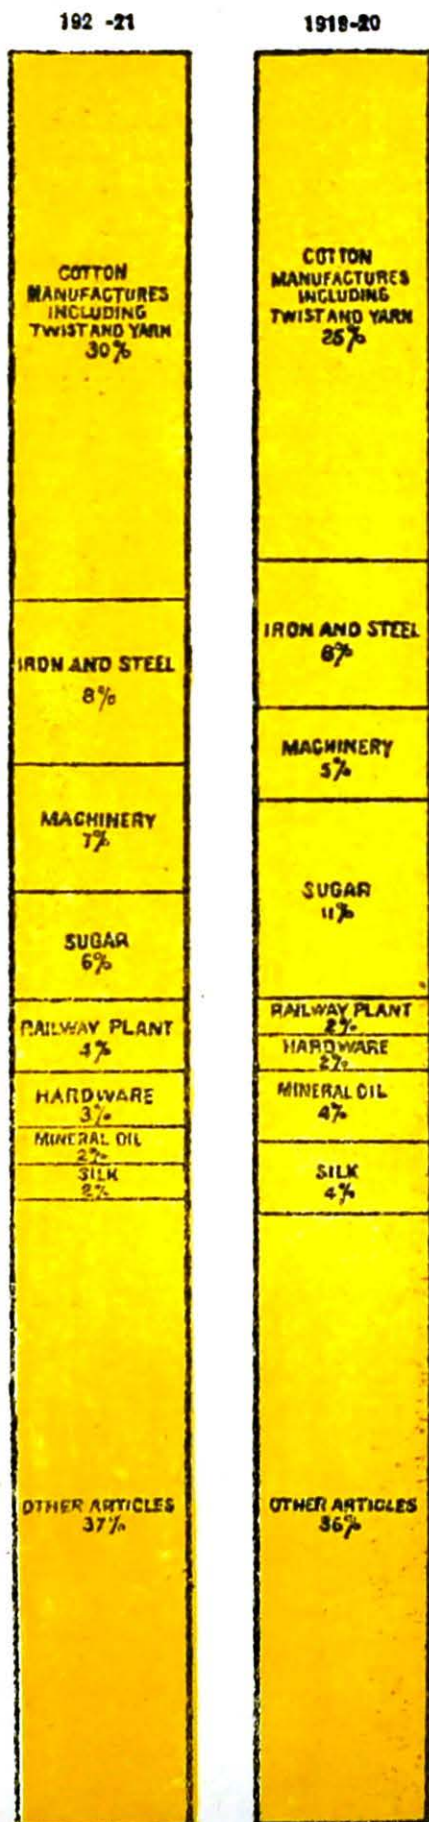 192 -21
COTTON
MANUFACTURES
INCLUDING
TWIST AND YARN
30%
IRON AND STEEL
8%
MACHINERY
7%
SUGAR
6%
RAILWAY PLANT
4%
HARDWARE
3%
MINERAL OIL
2%
SILK
2%
OTHER ARTICLES
37%
1919-20
COTTON
MANUFACTURES
INCLUDING
TWIST AND YARN
28%
IRON AND STEEL
8%
MACHINERY
5%
SUGAR
11%
RAILWAY PLANT
2%
HARDWARE
2%
MINERAL OIL
4%
SILK
4%
OTHER ARTICLES
36%